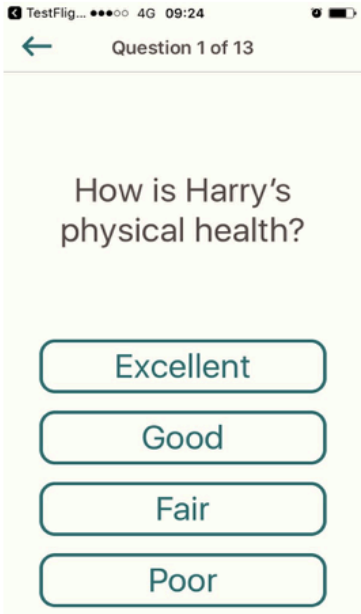 TestFlig... 4G 09:24
Question 1 of 13
How is Harry’s
physical health?
Excellent
Good
Fair
Poor